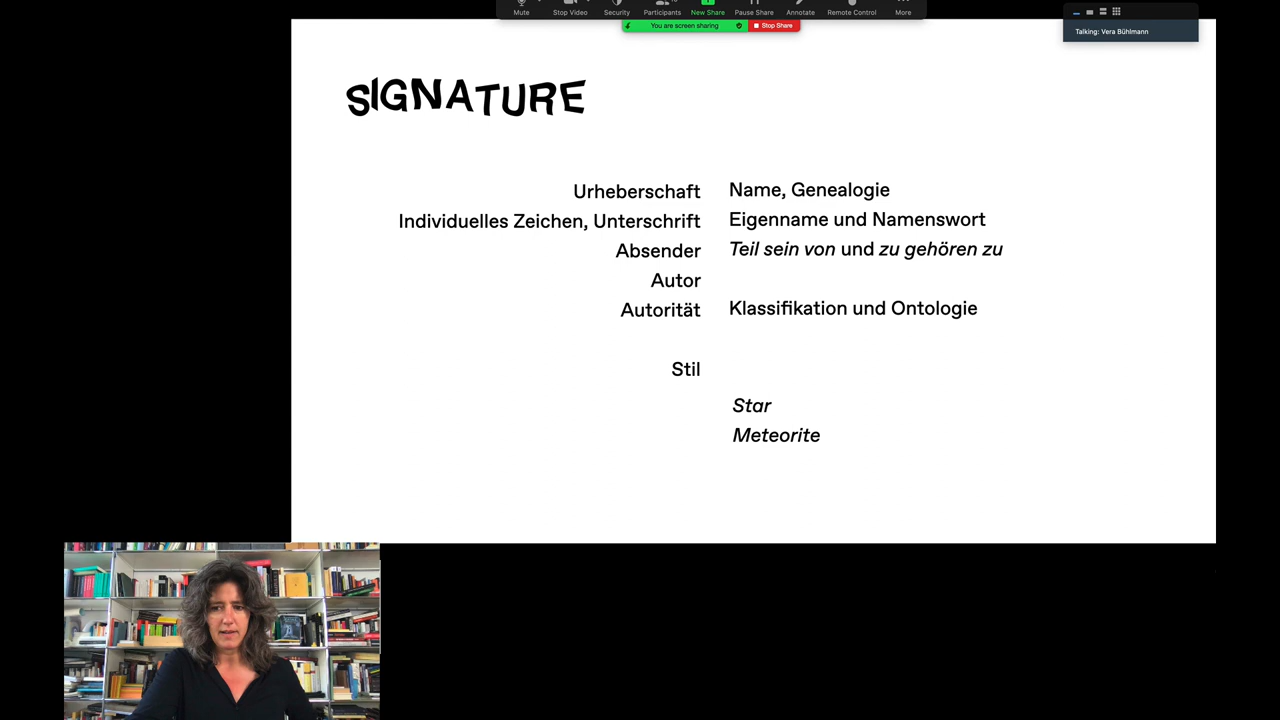 Mute
Stop Video
Security
Participants
New Share
Pause Share
Annotate
Remote Control
More
You are screen sharing
Stop Share
Talking: Vera Bühlmann
SIGNATURE
Urheberschaft
Individuelles Zeichen, Unterschrift
Absender
Autor
Autorität
Stil
Name, Genealogie
Eigenname und Namenswort
Teil sein von und zu gehören zu
Klassifikation und Ontologie
Star
Meteorite